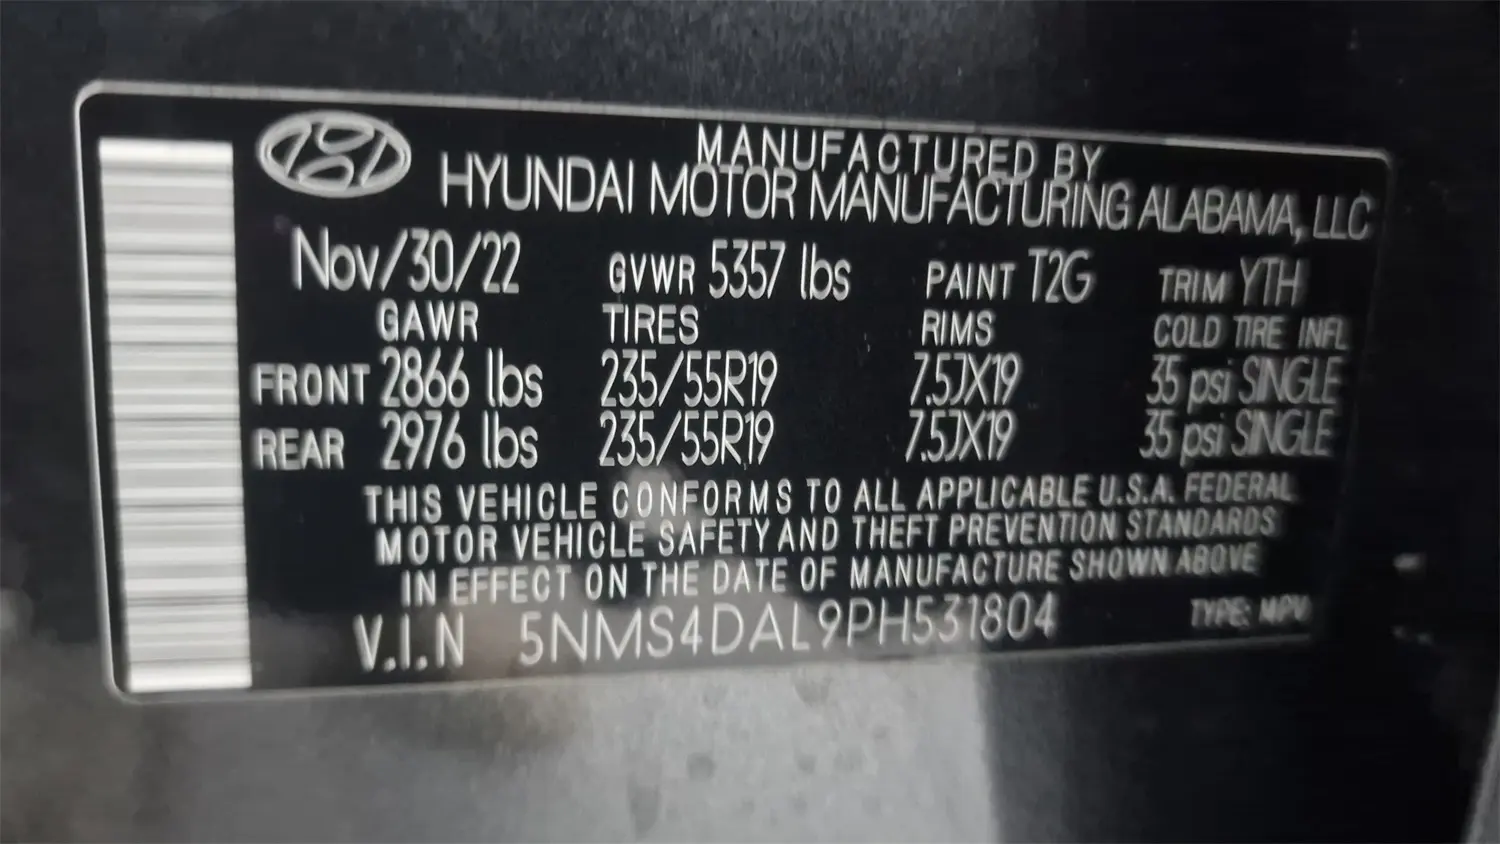 MANUFACTURED BY
HYUNDAI MOTOR MANUFACTURING ALABAMA, LLC
Nov/30/22 GVWR 5357 lbs PAINT T2G TRIM YTH
GAWR TIRES RIMS COLD TIRE INFL
FRONT 2866 lbs 235/55R19 7.5JX19 35 psi SINGLE
REAR 2976 lbs 235/55R19 7.5JX19 35 psi SINGLE
THIS VEHICLE CONFORMS TO ALL APPLICABLE U.S.A. FEDERAL
MOTOR VEHICLE SAFETY AND THEFT PREVENTION STANDARDS
IN EFFECT ON THE DATE OF MANUFACTURE SHOWN ABOVE
V.I.N 5NMS4DAL9PH531804 TYPE: MPV